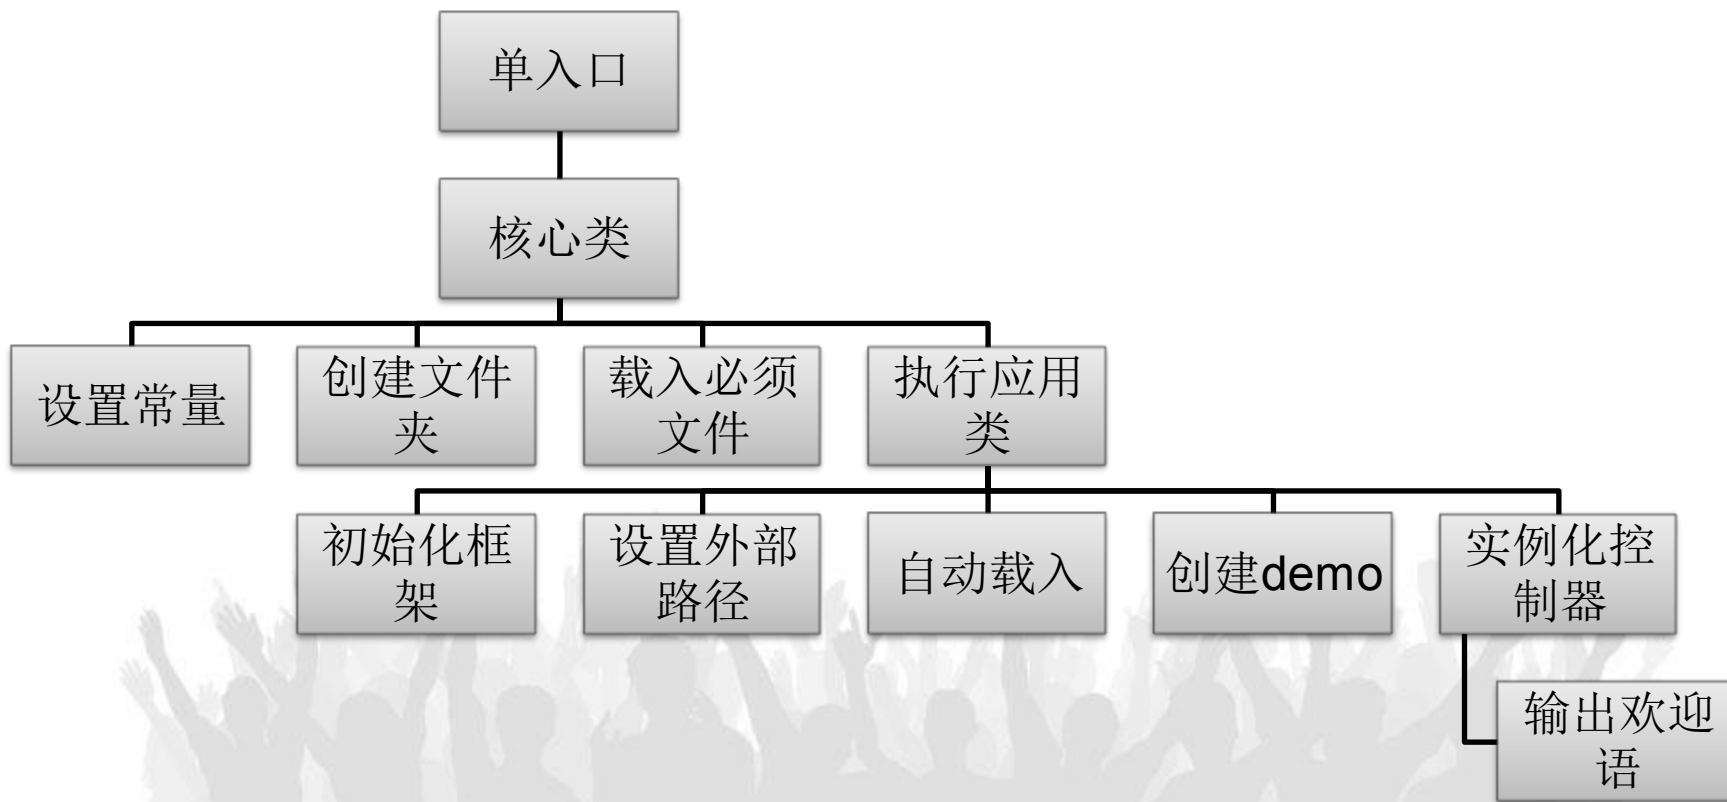 单入口
核心类
设置常量
创建文件
夹
载入必须
文件
执行应用
类
初始化框
架
设置外部
路径
自动载入
创建demo
实例化控
制器
输出欢迎
语